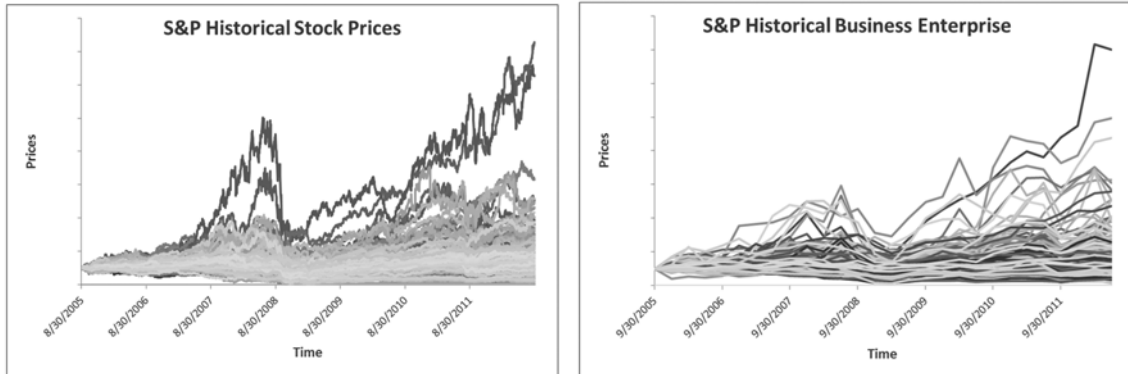 S&P Historical Stock Prices
Prices
8/30/2005
8/30/2006
8/30/2007
8/30/2008
8/30/2009
8/30/2010
8/30/2011
Time
S&P Historical Business Enterprise
Prices
9/30/2005
9/30/2006
9/30/2007
9/30/2008
9/30/2009
9/30/2010
9/30/2011
Time